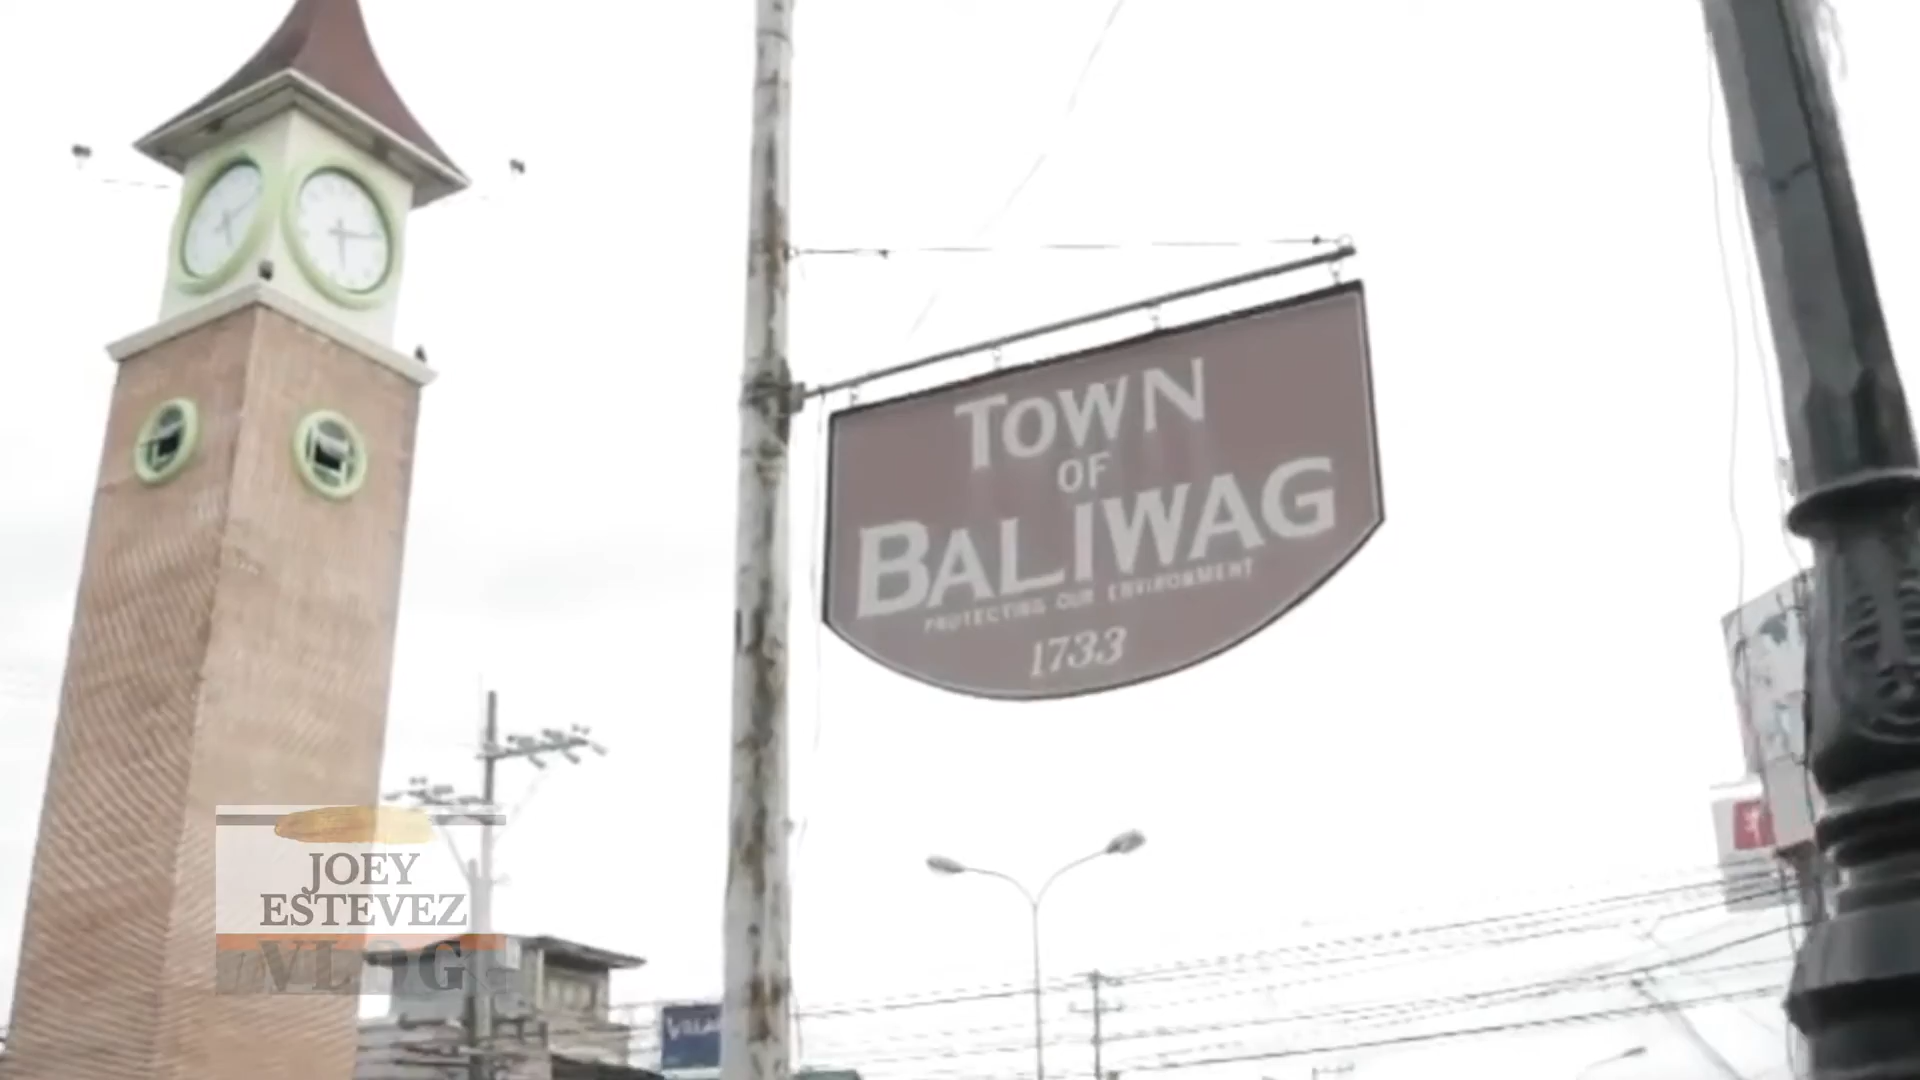 TOWN
OF
BALIWAG
PROTECTING OUR ENVIRONMENT
1733
JOEY
ESTEVEZ
VLOG